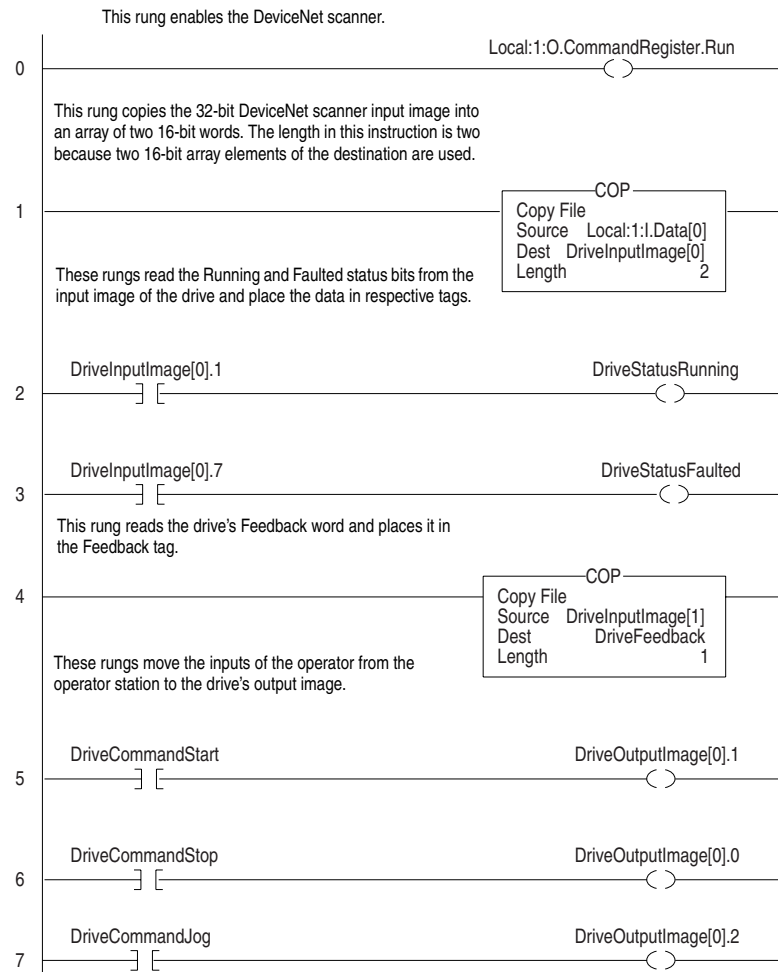 This rung enables the DeviceNet scanner.
Local:1:O.CommandRegister.Run
0
This rung copies the 32-bit DeviceNet scanner input image into
an array of two 16-bit words. The length in this instruction is two
because two 16-bit array elements of the destination are used.
1
COP
Copy File
Source Local:1:I.Data[0]
Dest DriveInputImage[0]
Length 2
These rungs read the Running and Faulted status bits from the
input image of the drive and place the data in respective tags.
DriveInputImage[0].1 DriveStatusRunning
2
DriveInputImage[0].7 DriveStatusFaulted
3
This rung reads the drive's Feedback word and places it in
the Feedback tag.
4
COP
Copy File
Source DriveInputImage[1]
Dest DriveFeedback
Length 1
These rungs move the inputs of the operator from the
operator station to the drive's output image.
DriveCommandStart DriveOutputImage[0].1
5
DriveCommandStop DriveOutputImage[0].0
6
DriveCommandJog DriveOutputImage[0].2
7